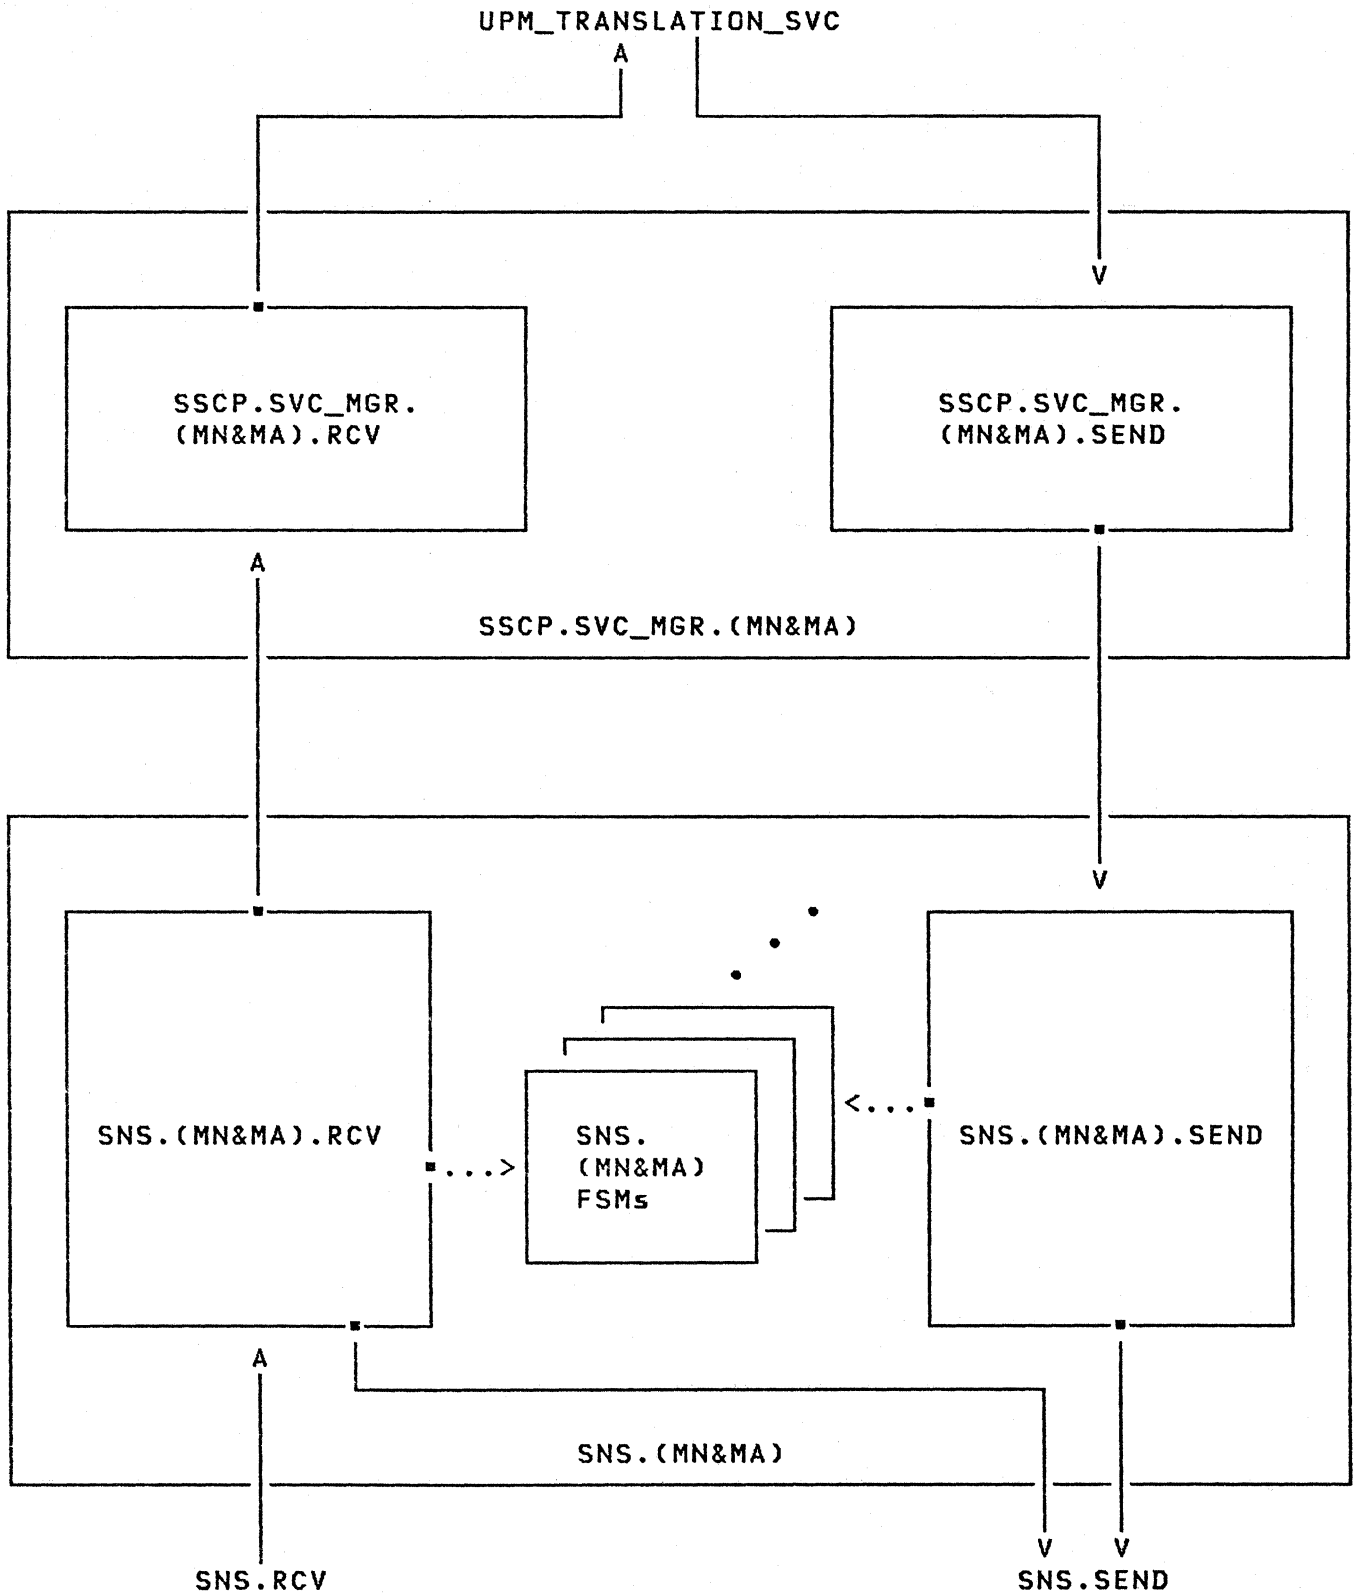 UPM_TRANSLATION_SVC
SSCP.SVC_MGR.
(MN&MA).RCV
SSCP.SVC_MGR.
(MN&MA).SEND
SSCP.SVC_MGR.(MN&MA)
SNS.(MN&MA).RCV
SNS.
(MN&MA)
FSMs
SNS.(MN&MA).SEND
SNS.(MN&MA)
SNS.RCV
SNS.SEND